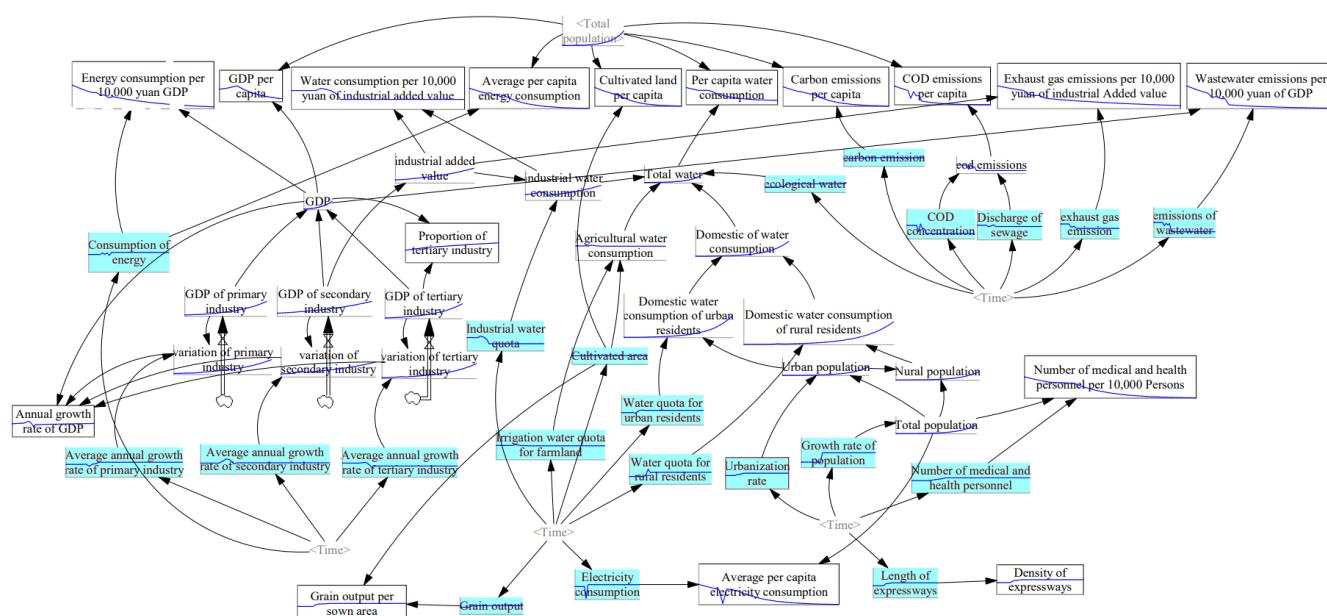 <Total
population>
Energy consumption per
10,000 yuan GDP
GDP per
capita
Water consumption per 10,000
yuan of industrial added value
Average per capita
energy consumption
Cultivated land
per capita
Per capita water
consumption
Carbon emissions
per capita
COD emissions
per capita
Exhaust gas emissions per 10,000
yuan of industrial Added value
Wastewater emissions per
10,000 yuan of GDP
industrial added
value
industrial water
consumption
Total water
ecological water
carbon emission
cod emissions
GDP
COD
concentration
Discharge of
sewage
exhaust gas
emission
emissions of
wastewater
Consumption of
energy
Proportion of
tertiary industry
Agricultural water
consumption
Domestic of water
consumption
GDP of primary
industry
GDP of secondary
industry
GDP of tertiary
industry
Domestic water
consumption of urban
residents
Domestic water consumption
of rural residents
<Time>
Industrial water
quota
Cultivated area
variation of primary
industry
variation of
secondary industry
variation of tertiary
industry
Urban population
Nural population
Number of medical and health
personnel per 10,000 Persons
Annual growth
rate of GDP
Water quota for
urban residents
Total population
Average annual growth
rate of primary industry
Average annual growth
rate of secondary industry
Average annual growth
rate of tertiary industry
Irrigation water quota
for farmland
Water quota for
rural residents
Urbanization
rate
Growth rate of
population
Number of medical and
health personnel
<Time>
<Time>
<Time>
Grain output per
sown area
Grain output
Electricity
consumption
Average per capita
electricity consumption
Length of
expressways
Density of
expressways